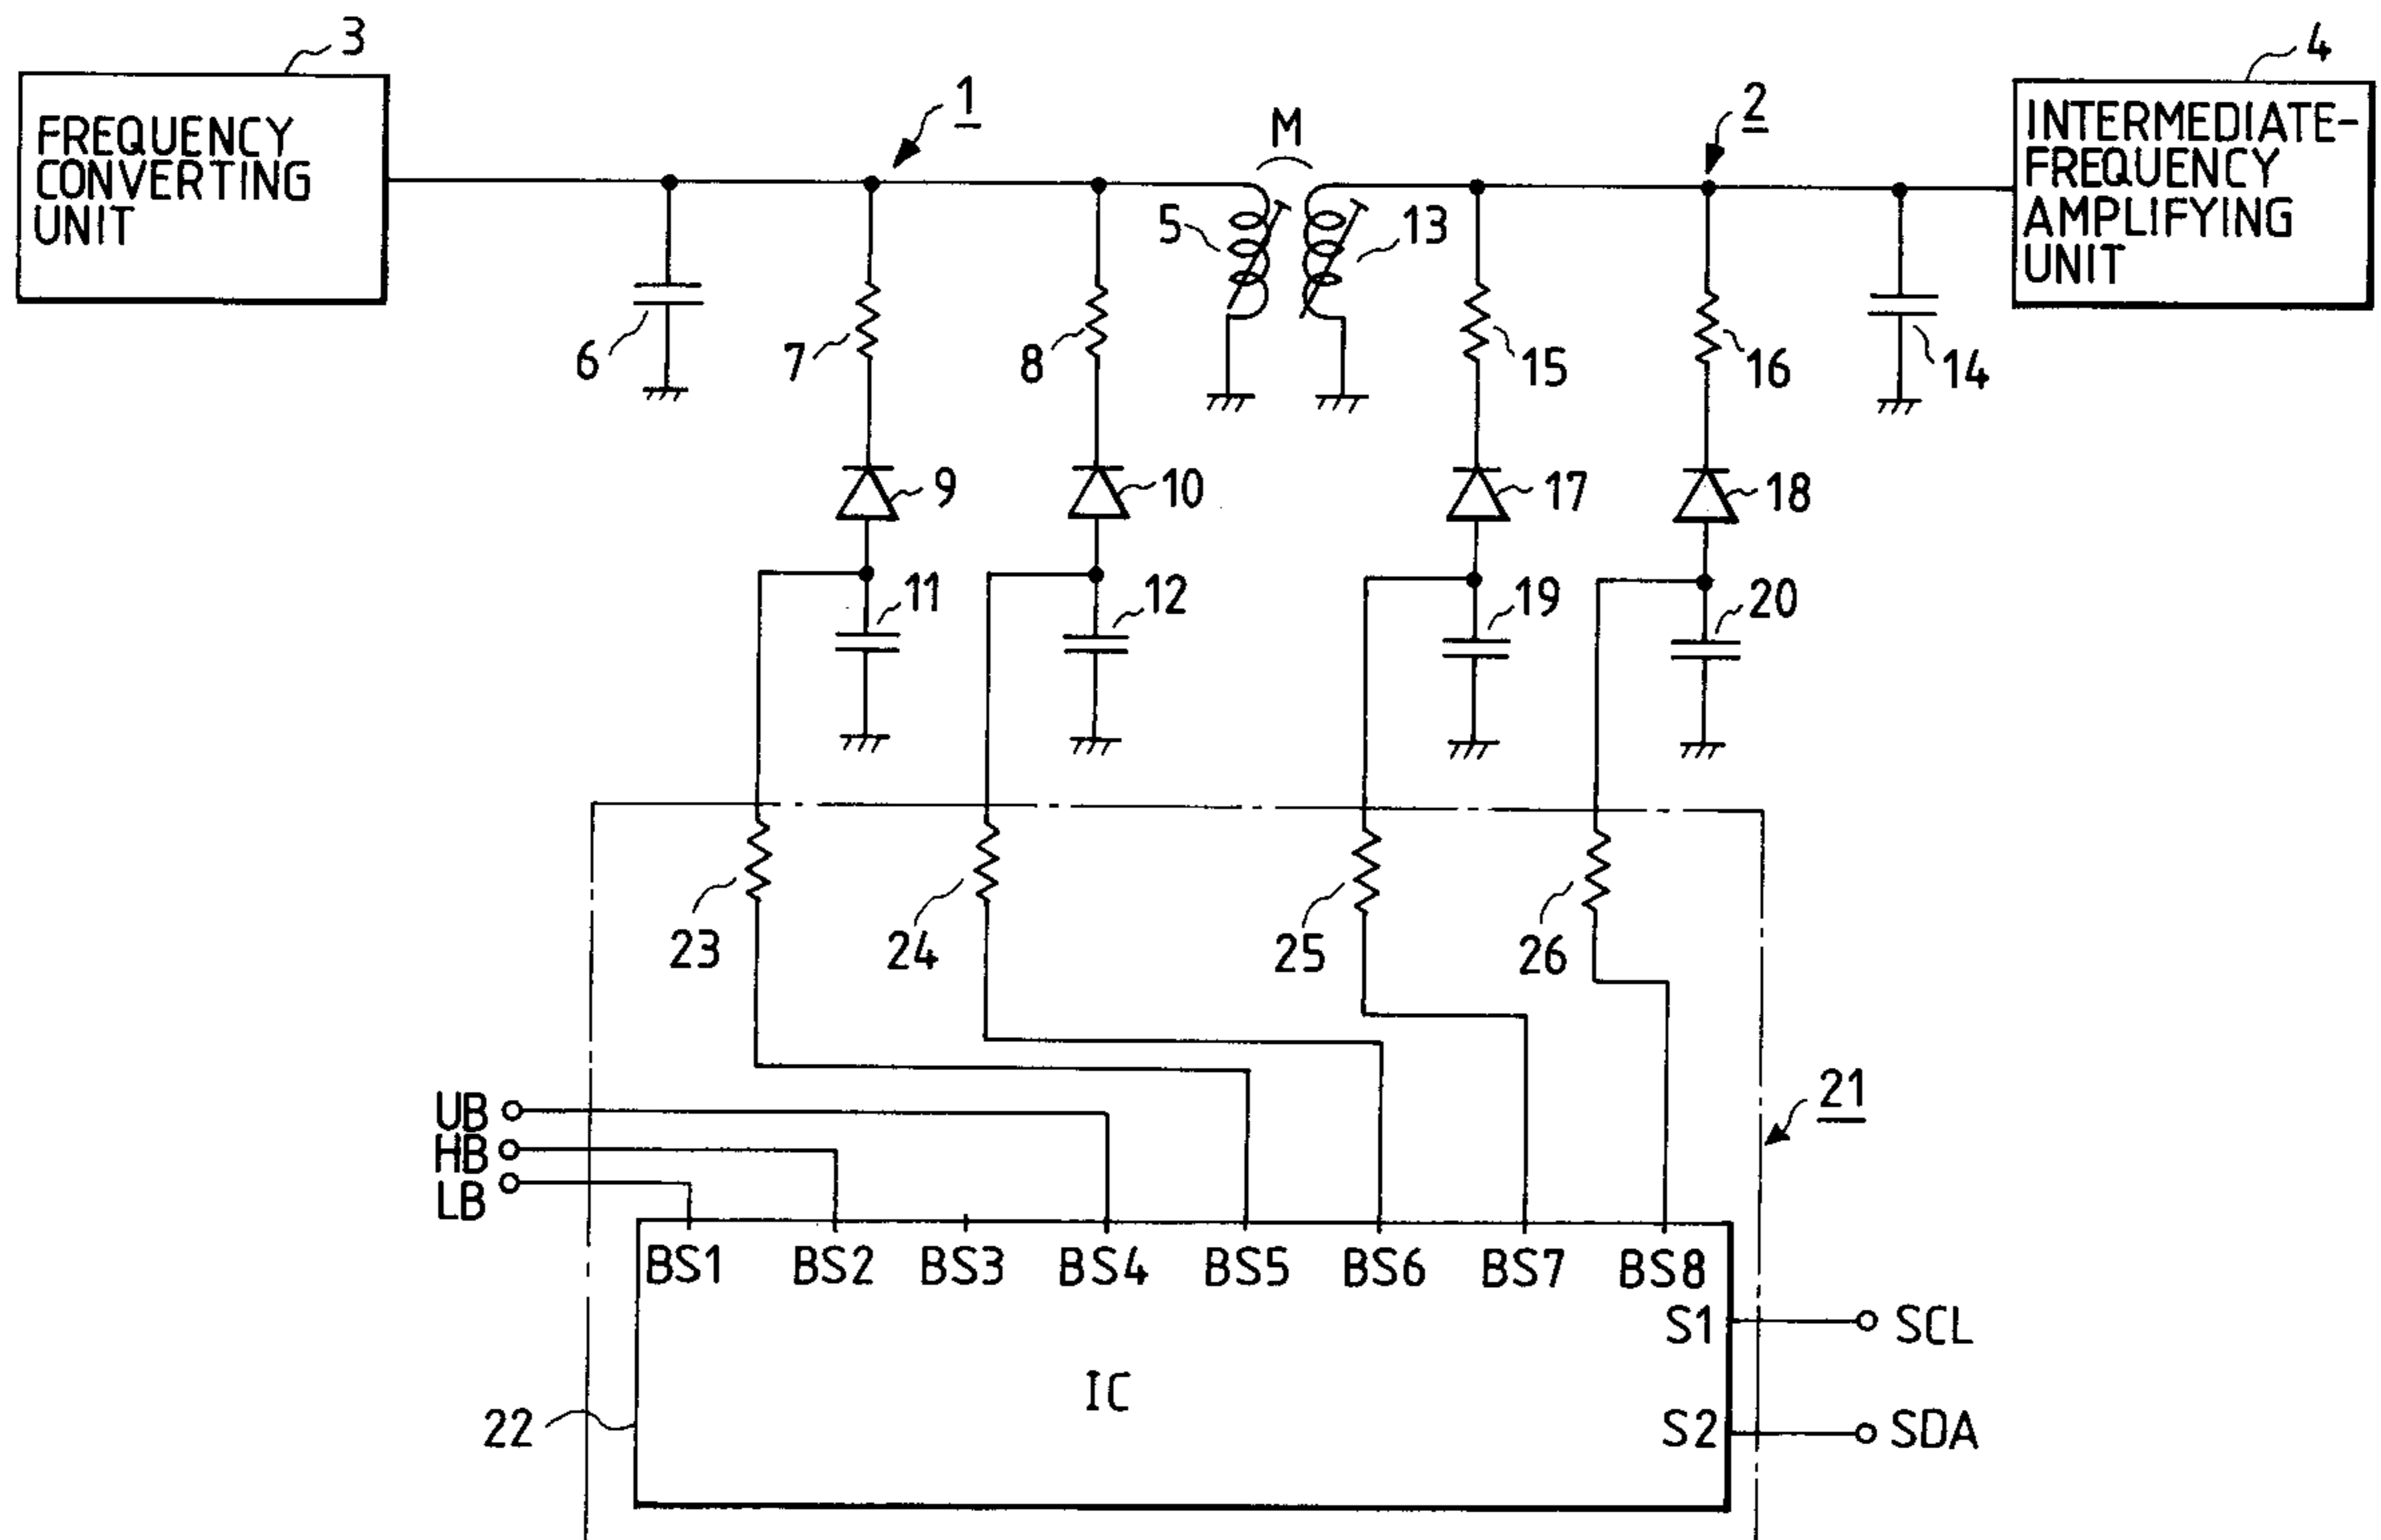 3
4
1
M
2
FREQUENCY
CONVERTING
UNIT
INTERMEDIATE-
FREQUENCY
AMPLIFYING
UNIT
5
13
6
7
8
15
16
14
9
10
17
18
11
12
19
20
23
24
25
26
21
UB
HB
LB
BS1 BS2 BS3 BS4 BS5 BS6 BS7 BS8
S1 SCL
IC
22
S2 SDA